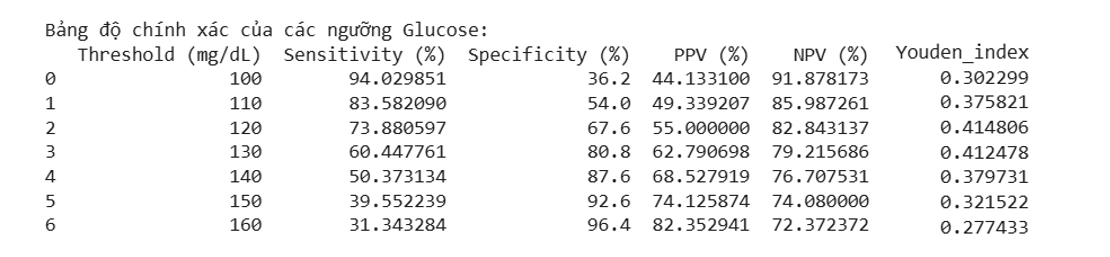 Bảng độ chính xác của các ngưỡng Glucose:
Threshold (mg/dL) Sensitivity (%) Specificity (%) PPV (%) NPV (%) Youden_index
0 100 94.029851 36.2 44.133100 91.878173 0.302299
1 110 83.582090 54.0 49.339207 85.987261 0.375821
2 120 73.880597 67.6 55.000000 82.843137 0.414806
3 130 60.447761 80.8 62.790698 79.215686 0.412478
4 140 50.373134 87.6 68.527919 76.707531 0.379731
5 150 39.552239 92.6 74.125874 74.080000 0.321522
6 160 31.343284 96.4 82.352941 72.372372 0.277433